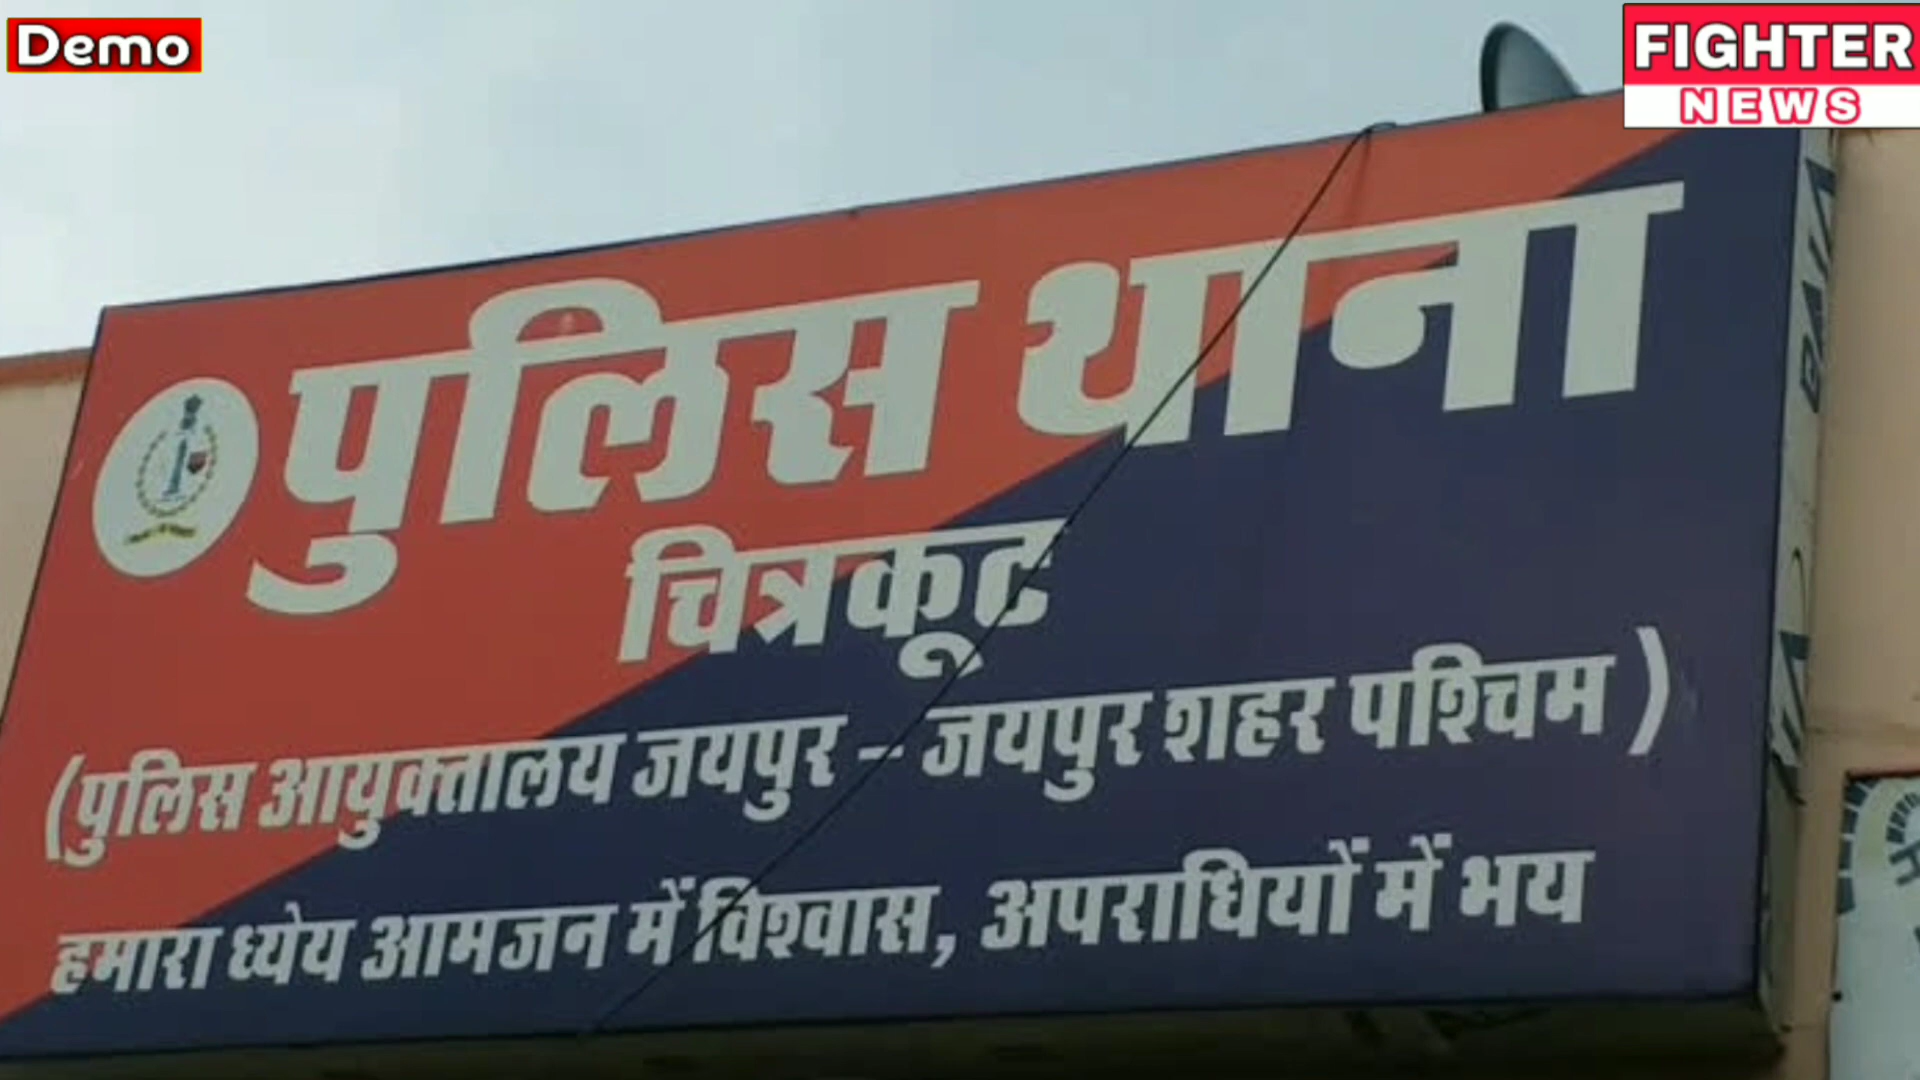 Demo
FIGHTER
NEWS
पुलिस थाना
चित्रकूट
(पुलिस आयुक्तालय जयपुर – जयपुर शहर पश्चिम)
हमारा ध्येय आमजन में विश्वास, अपराधियों में भय